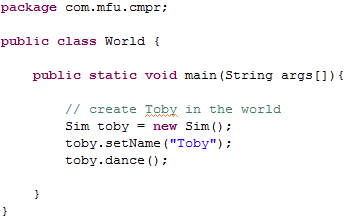 package com.mfu.cmpr;
public class World {
public static void main(String args[]){
// create Toby in the world
Sim toby = new Sim();
toby.setName("Toby");
toby.dance();
}
}